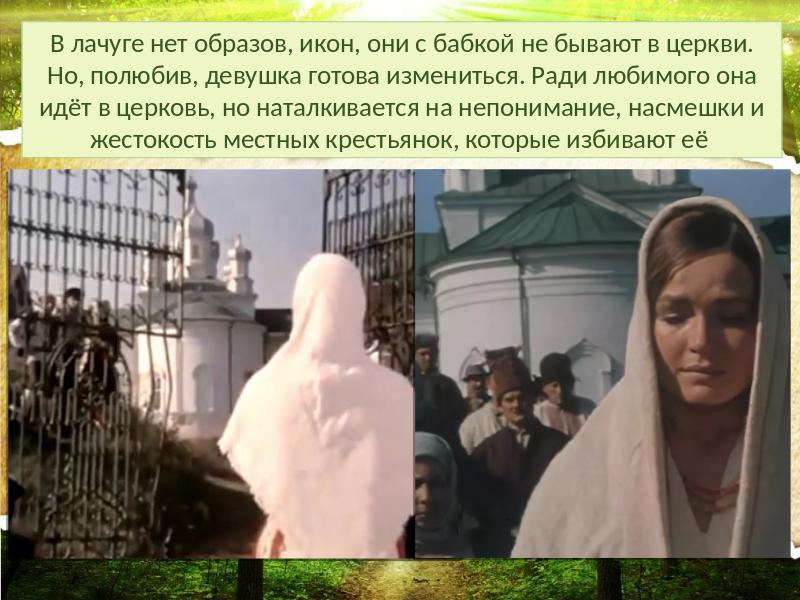 В лачуге нет образов, икон, они с бабкой не бывают в церкви.
Но, полюбив, девушка готова измениться. Ради любимого она
идёт в церковь, но наталкивается на непонимание, насмешки и
жестокость местных крестьянок, которые избивают её